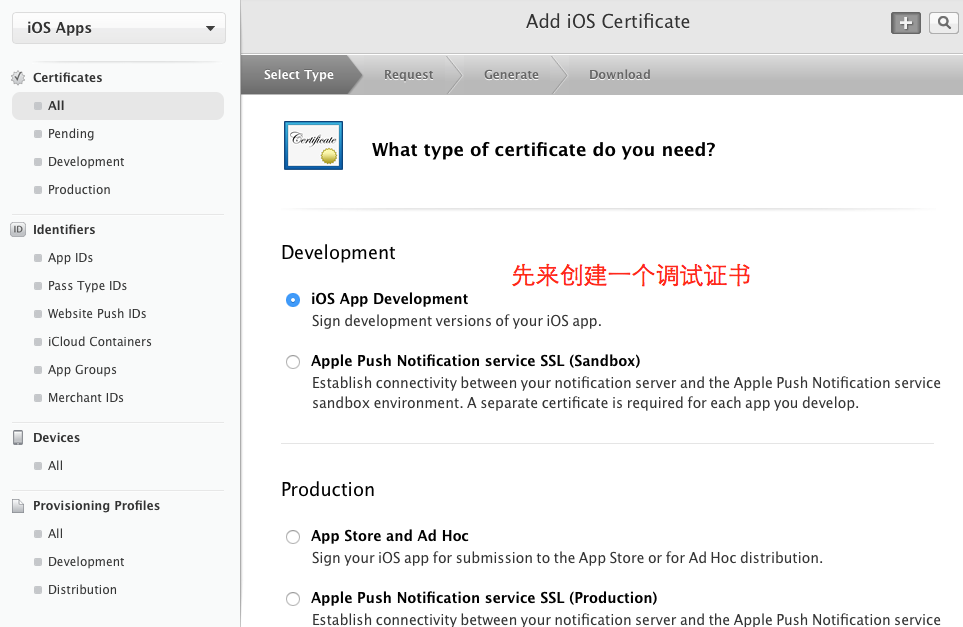 iOS Apps
Add iOS Certificate
Certificates
All
Pending
Development
Production
Identifiers
ID
App IDs
Pass Type IDs
Website Push IDs
iCloud Containers
App Groups
Merchant IDs
Devices
All
Provisioning Profiles
All
Development
Distribution
Select Type
Request
Generate
Download
Certificate
What type of certificate do you need?
Development
先来创建一个调试证书
iOS App Development
Sign development versions of your iOS app.
Apple Push Notification service SSL (Sandbox)
Establish connectivity between your notification server and the Apple Push Notification service
sandbox environment. A separate certificate is required for each app you develop.
Production
App Store and Ad Hoc
Sign your iOS app for submission to the App Store or for Ad Hoc distribution.
Apple Push Notification service SSL (Production)
Establish connectivity between your notification server and the Apple Push Notification service